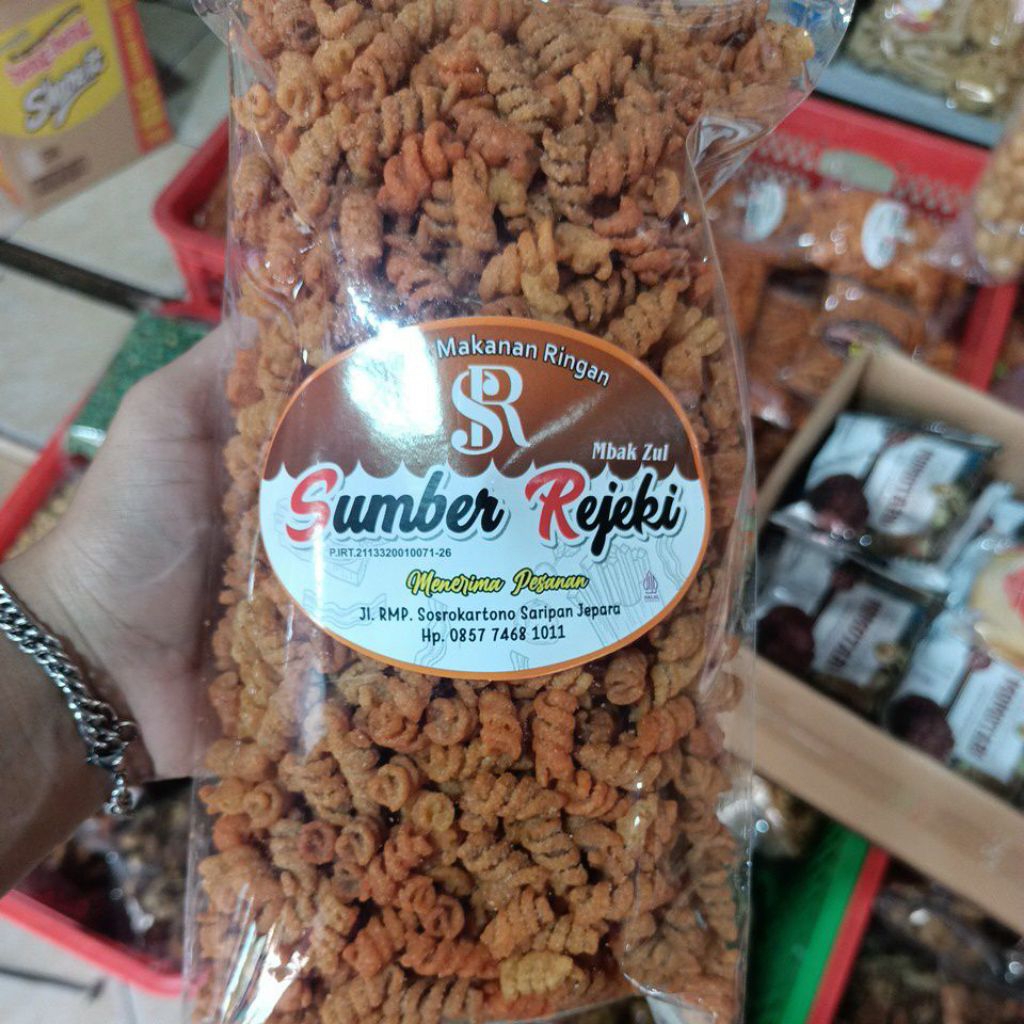 Makanan Ringan
SR
Mbak Zul
Sumber Rejeki
P.IRT.2113320010071-26
Menerima Pesanan
HALAL
Jl. RMP. Sosrokartono Saripan Jepara
Hp. 0857 7468 1011